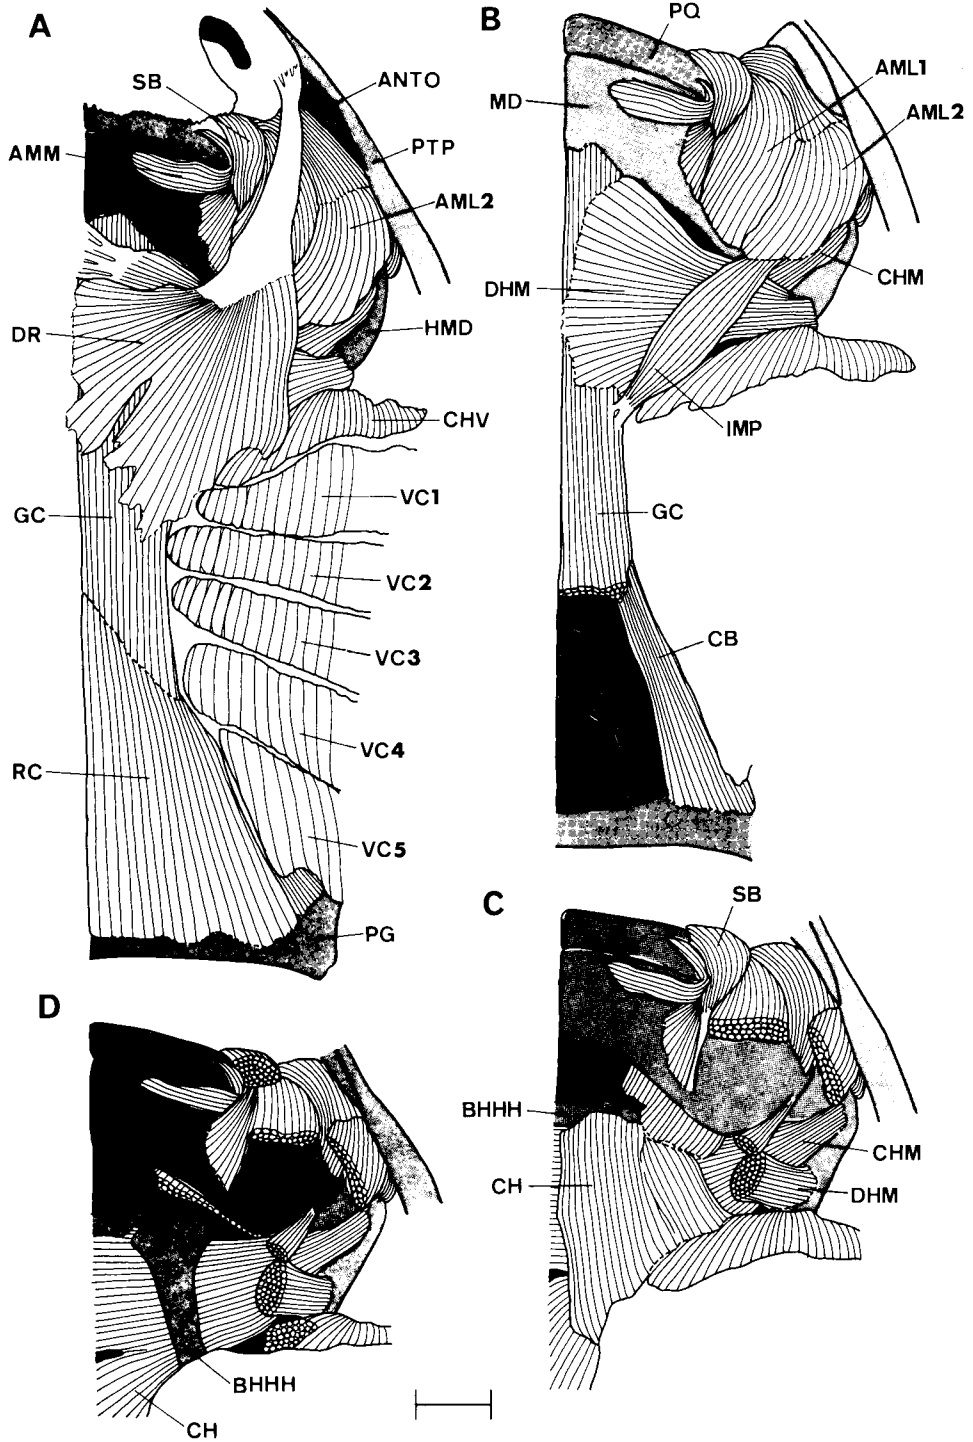 A
SB
ANTO
AMM
PTP
AML2
DR
HMD
CHV
GC
VC1
VC2
VC3
VC4
RC
VC5
PG
B
PQ
AML1
MD
AML2
DHM
CHM
IMP
GC
CB
C
SB
BHHH
CH
CHM
DHM
D
BHHH
CH